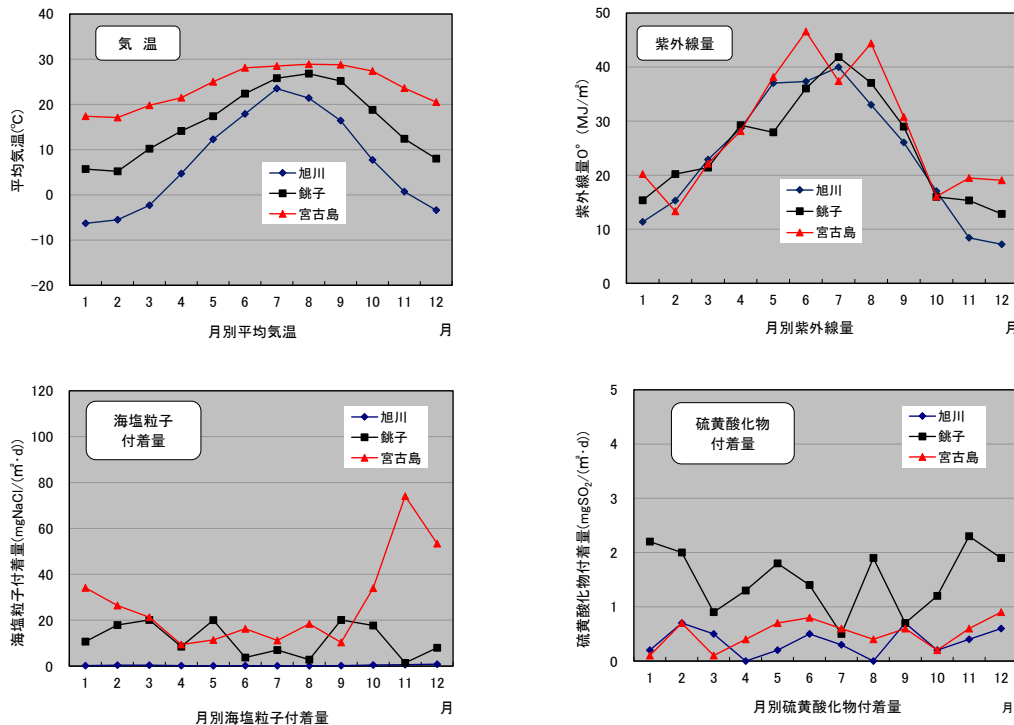 気 温
平均気温(℃)
40
30
20
10
0
−10
−20
旭川
銚子
宮古島
1 2 3 4 5 6 7 8 9 10 11 12
月別平均気温
月
紫外線量
紫外線量0° (MJ/㎡)
50
40
30
20
10
0
旭川
銚子
宮古島
1 2 3 4 5 6 7 8 9 10 11 12
月別紫外線量
月
海塩粒子
付着量
海塩粒子付着量(mgNaCl/(㎡・d))
120
100
80
60
40
20
0
旭川
銚子
宮古島
1 2 3 4 5 6 7 8 9 10 11 12
月別海塩粒子付着量
月
硫黄酸化物
付着量
硫黄酸化物付着量(mgSO₂/(㎡・d))
5
4
3
2
1
0
旭川
銚子
宮古島
1 2 3 4 5 6 7 8 9 10 11 12
月別硫黄酸化物付着量
月